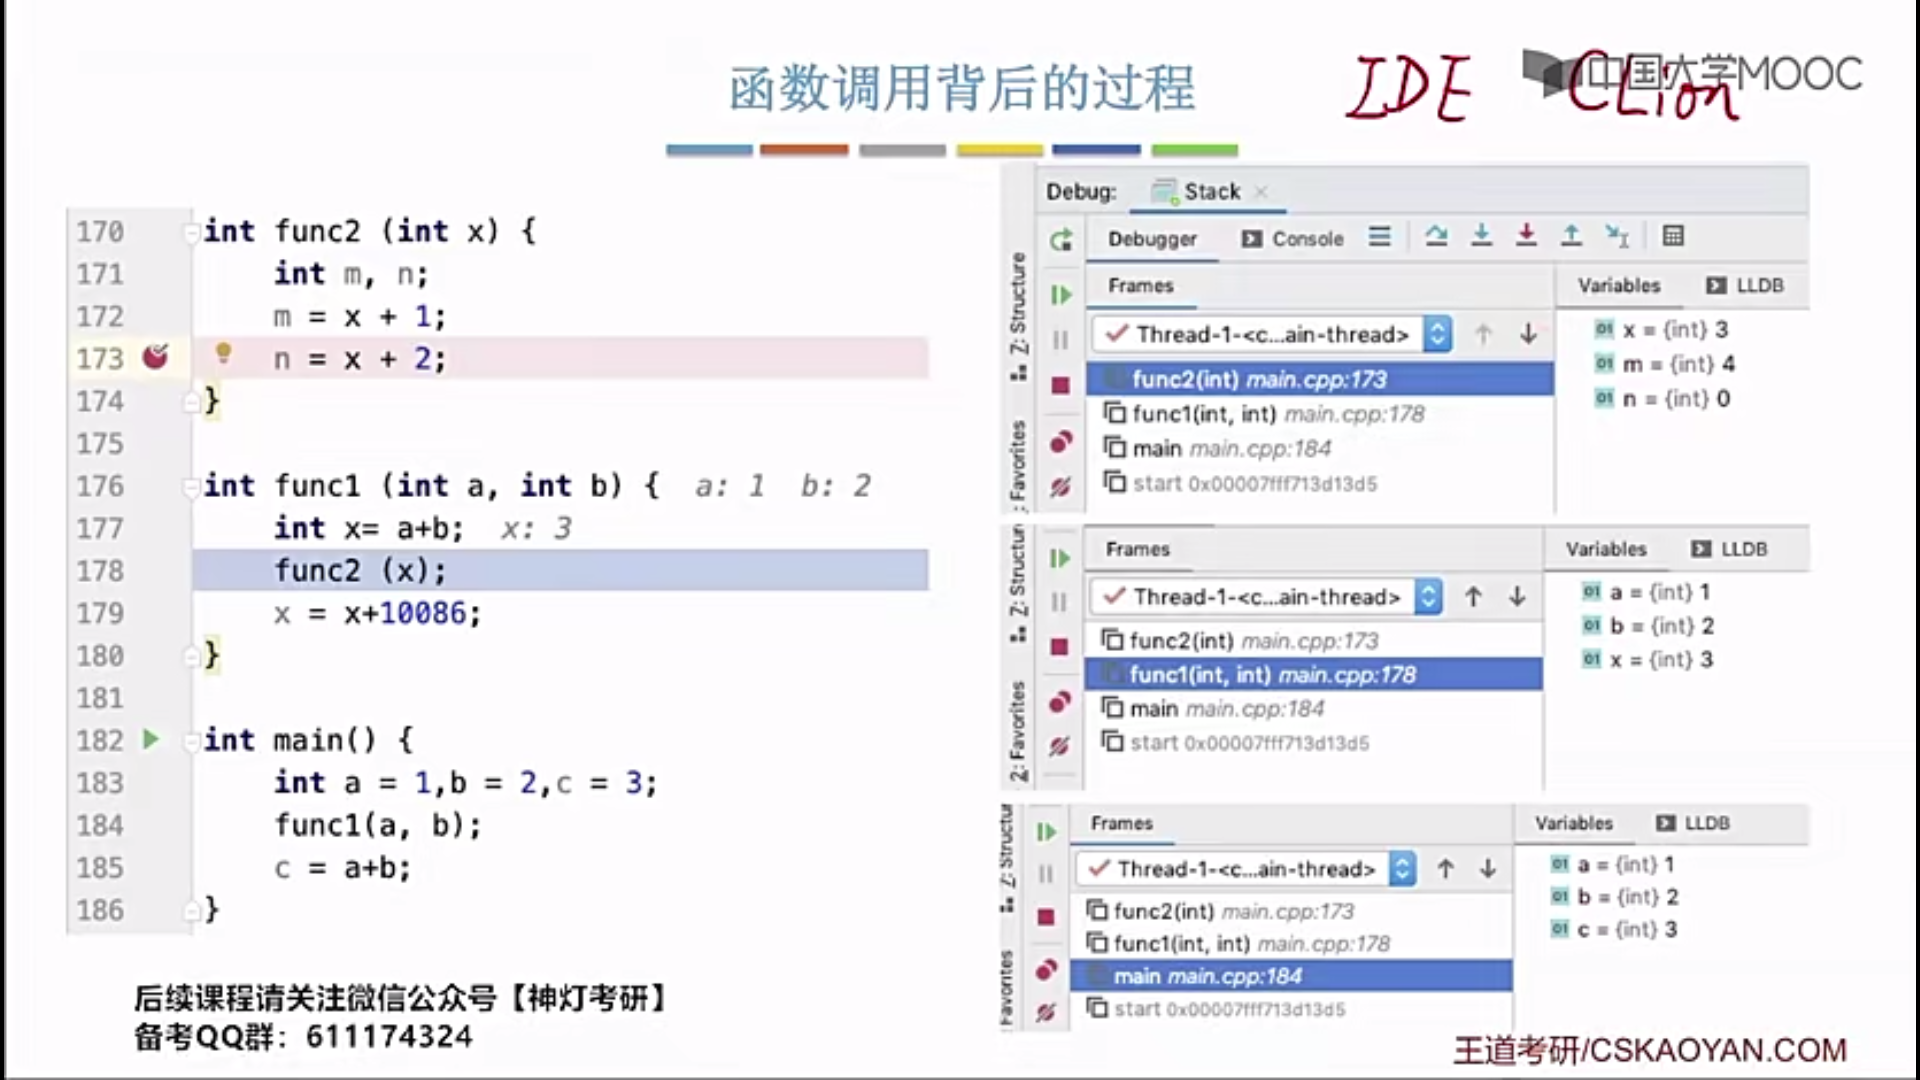 函数调用背后的过程
IDE CLion
中国大学MOOC
170 int func2 (int x) {
171 int m, n;
172 m = x + 1;
173 n = x + 2;
174 }
175
176 int func1 (int a, int b) { a: 1 b: 2
177 int x= a+b; x: 3
178 func2 (x);
179 x = x+10086;
180 }
181
182 int main() {
183 int a = 1,b = 2,c = 3;
184 func1(a, b);
185 c = a+b;
186 }
后续课程请关注微信公众号【神灯考研】
备考QQ群：611174324
Debug: Stack ×
Debugger Console
Frames Variables LLDB
Thread-1-<c...ain-thread>
func2(int) main.cpp:173
func1(int, int) main.cpp:178
main main.cpp:184
start 0x00007fff713d13d5
x = {int} 3
m = {int} 4
n = {int} 0
Z: Structure
: Favorites
Frames Variables LLDB
Thread-1-<c...ain-thread>
func2(int) main.cpp:173
func1(int, int) main.cpp:178
main main.cpp:184
start 0x00007fff713d13d5
a = {int} 1
b = {int} 2
x = {int} 3
Z: Structur
2: Favorites
Frames Variables LLDB
Thread-1-<c...ain-thread>
func2(int) main.cpp:173
func1(int, int) main.cpp:178
main main.cpp:184
start 0x00007fff713d13d5
a = {int} 1
b = {int} 2
c = {int} 3
Z: Structur
Favorites
王道考研/CSKAOYAN.COM